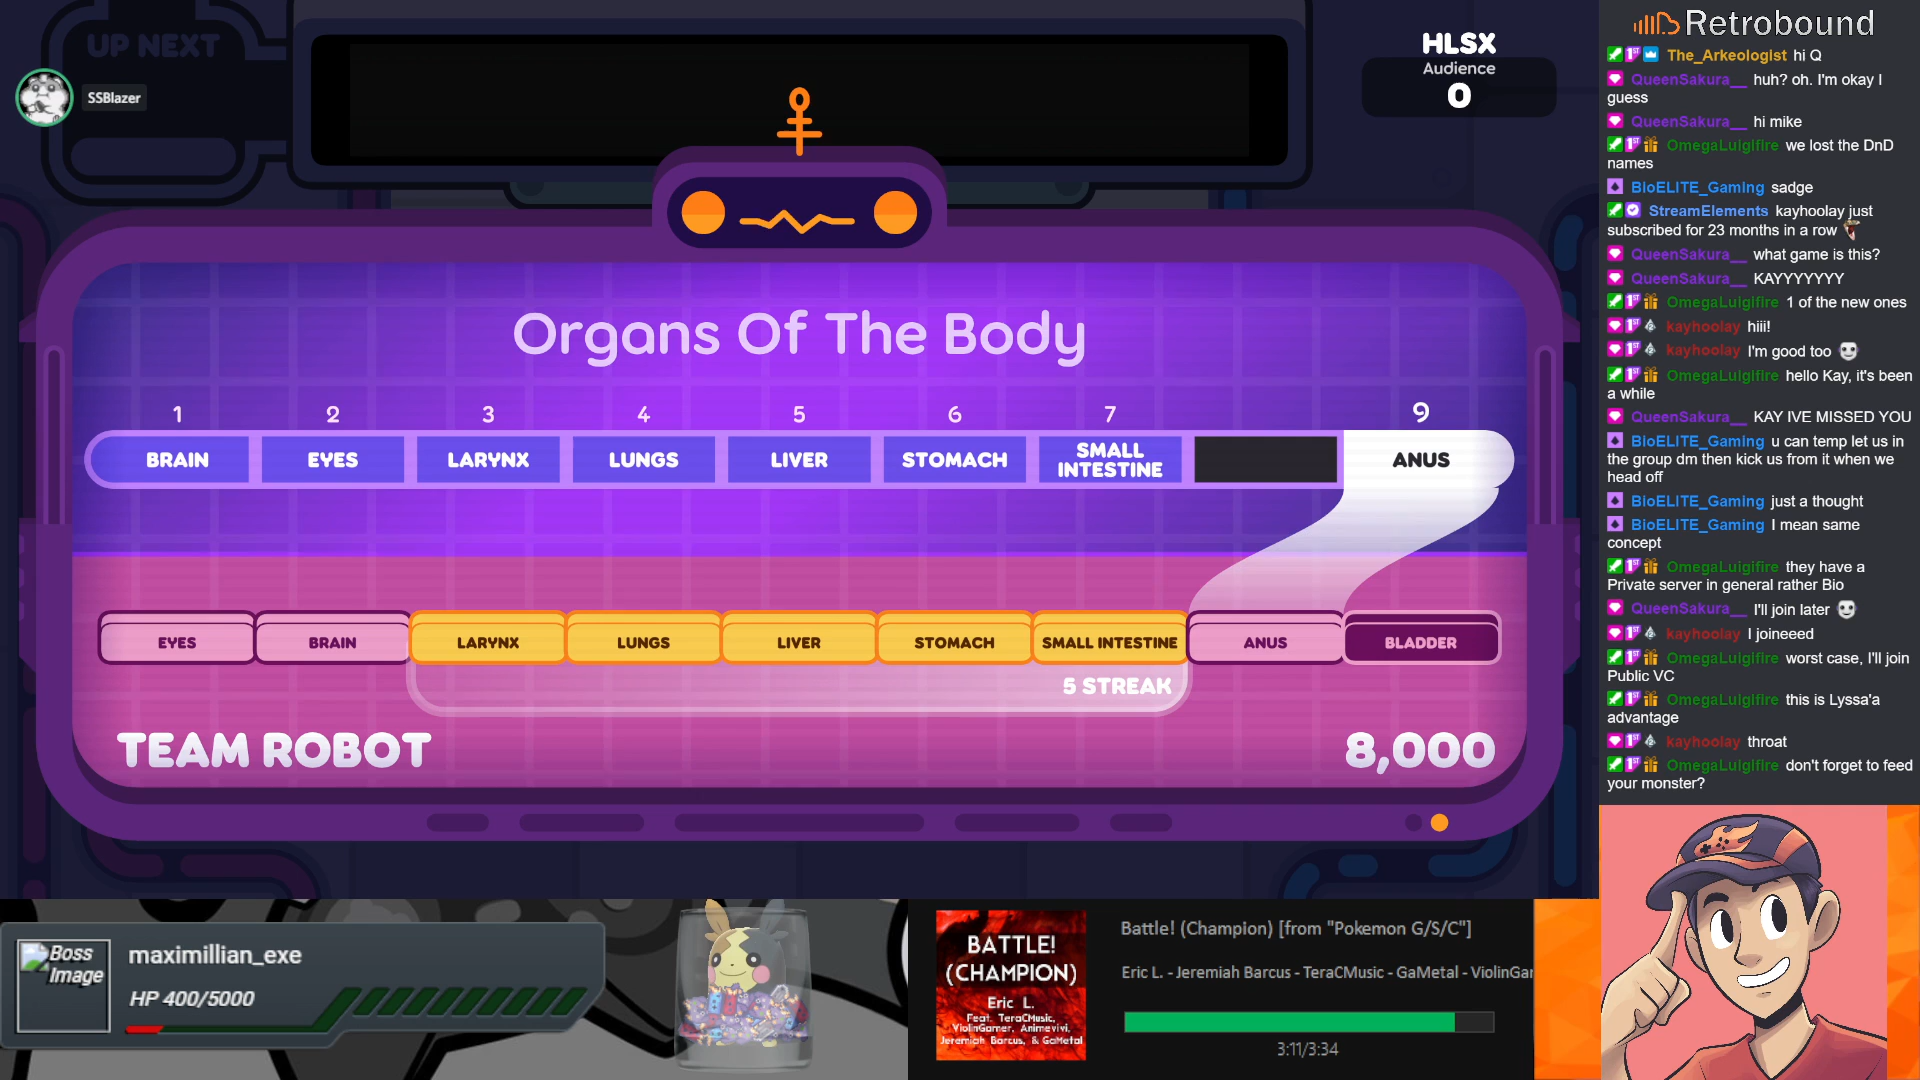 UP NEXT
SSBlazer
HLSX
Audience
0
Organs Of The Body
1 2 3 4 5 6 7 9
BRAIN EYES LARYNX LUNGS LIVER STOMACH SMALL INTESTINE ANUS
EYES BRAIN LARYNX LUNGS LIVER STOMACH SMALL INTESTINE ANUS BLADDER
5 STREAK
TEAM ROBOT
8,000
Boss
Image
maximillian_exe
HP 400/5000
BATTLE!
(CHAMPION)
Eric L.
Feat. TeraCMusic,
ViolinGamer, Animevivi,
Jeremiah Barcus, & GaMetal
Battle! (Champion) [from "Pokemon G/S/C"]
Eric L. - Jeremiah Barcus - TeraCMusic - GaMetal - ViolinGar
3:11/3:34
Retrobound
The_Arkeologist hi Q
QueenSakura__ huh? oh. I'm okay I
guess
QueenSakura__ hi mike
OmegaLuigifire we lost the DnD
names
BioELITE_Gaming sadge
StreamElements kayhoolay just
subscribed for 23 months in a row
QueenSakura__ what game is this?
QueenSakura__ KAYYYYYYY
OmegaLuigifire 1 of the new ones
kayhoolay hiii!
kayhoolay I'm good too
OmegaLuigifire hello Kay, it's been
a while
QueenSakura__ KAY IVE MISSED YOU
BioELITE_Gaming u can temp let us in
the group dm then kick us from it when we
head off
BioELITE_Gaming just a thought
BioELITE_Gaming I mean same
concept
OmegaLuigifire they have a
Private server in general rather Bio
QueenSakura__ I'll join later
kayhoolay I joineeed
OmegaLuigifire worst case, I'll join
Public VC
OmegaLuigifire this is Lyssa'a
advantage
kayhoolay throat
OmegaLuigifire don't forget to feed
your monster?